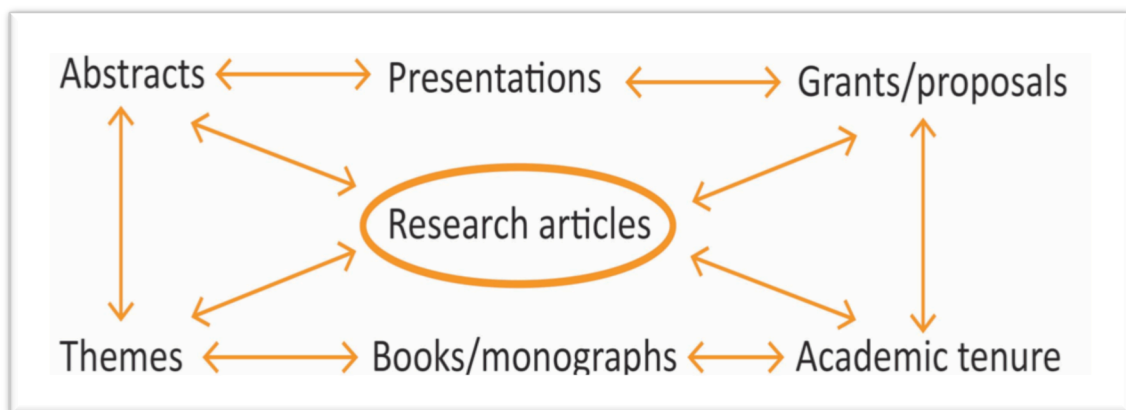 Abstracts Presentations Grants/proposals
Research articles
Themes Books/monographs Academic tenure